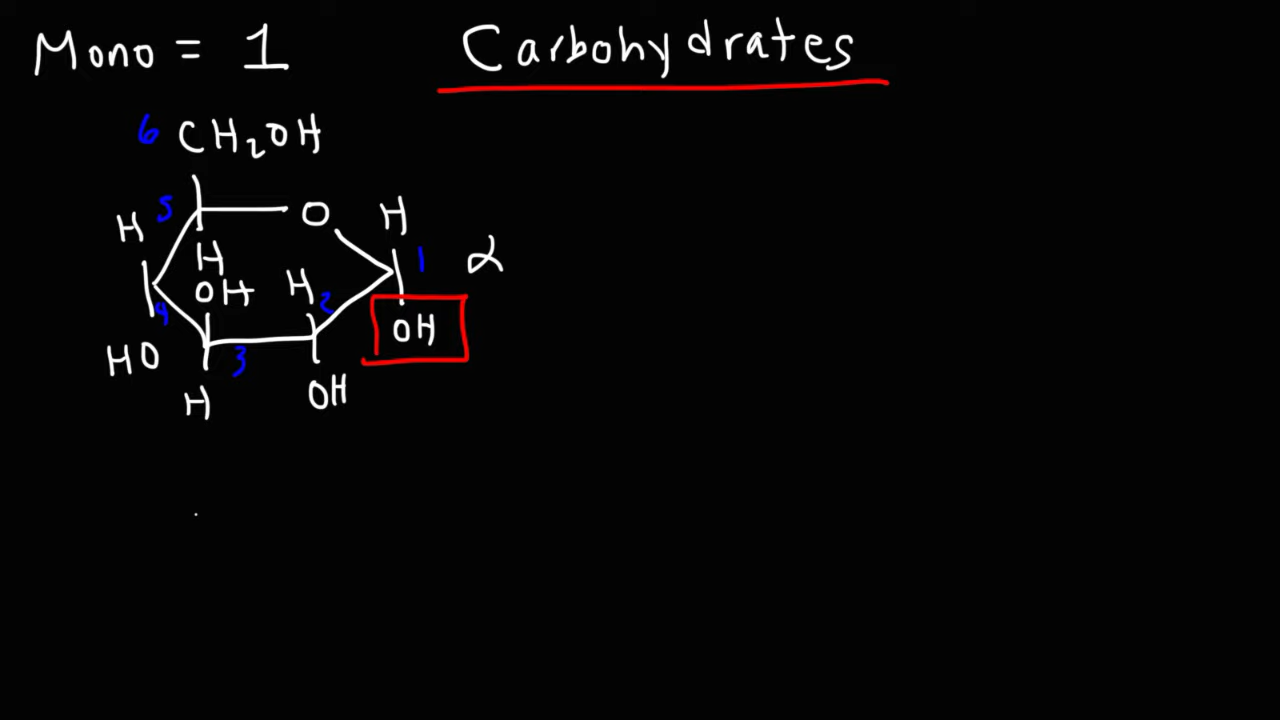 Mono = 1
Carbohydrates
6 CH₂OH
H 5 O H
H 1 α
OH H 2
4 OH
HO 3
H OH